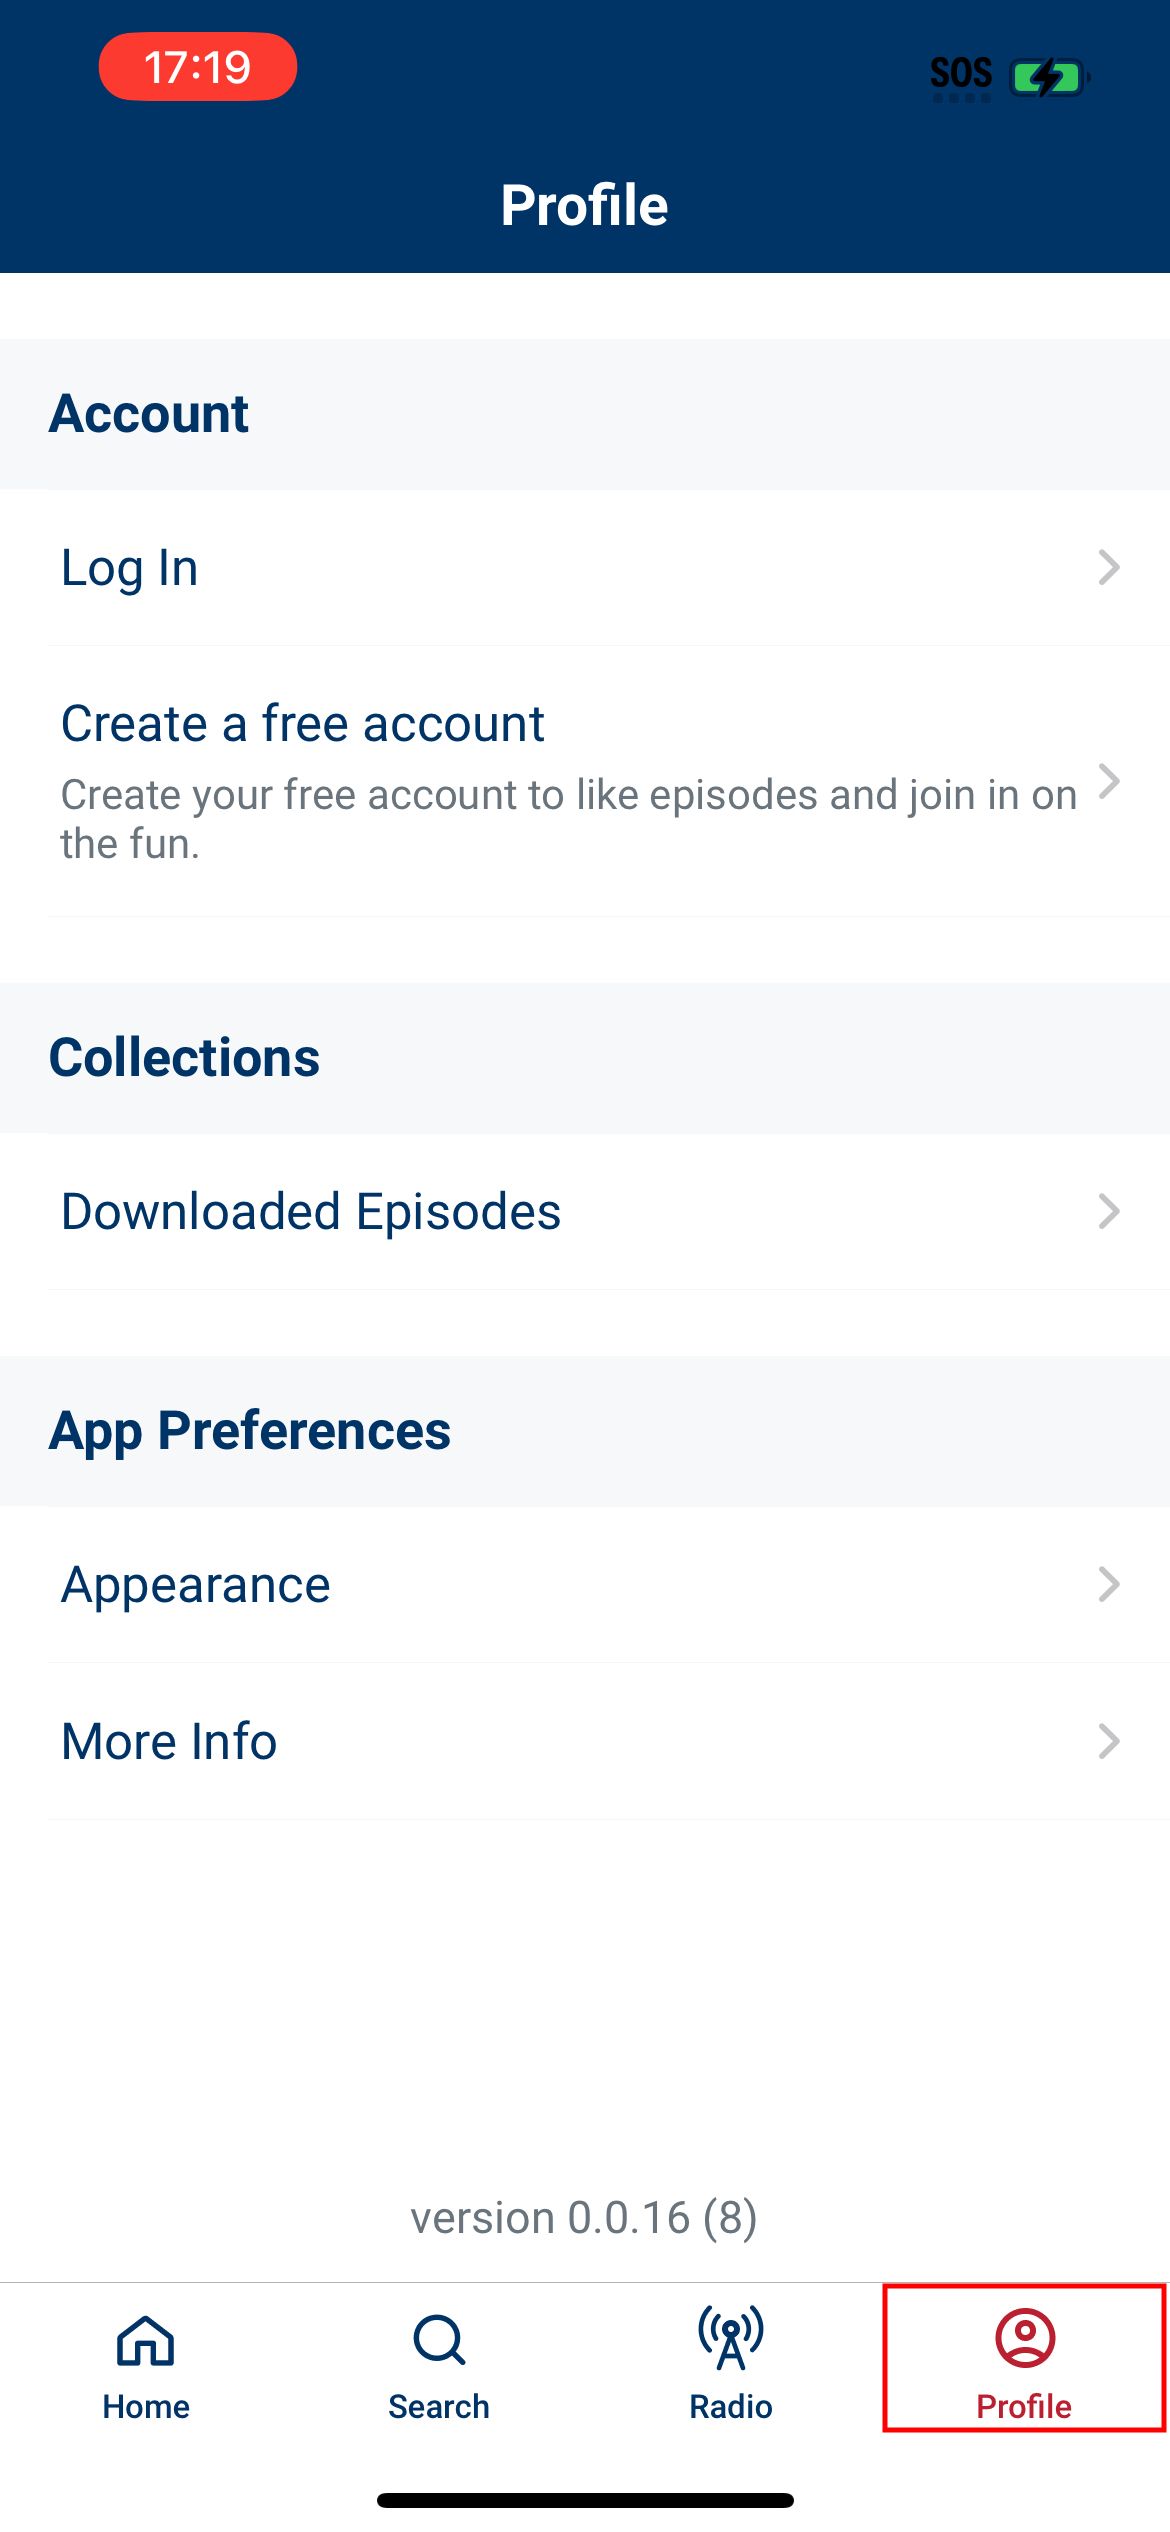 17:19
SOS
Profile
Account
Log In
Create a free account
Create your free account to like episodes and join in on
the fun.
Collections
Downloaded Episodes
App Preferences
Appearance
More Info
version 0.0.16 (8)
Home
Search
Radio
Profile